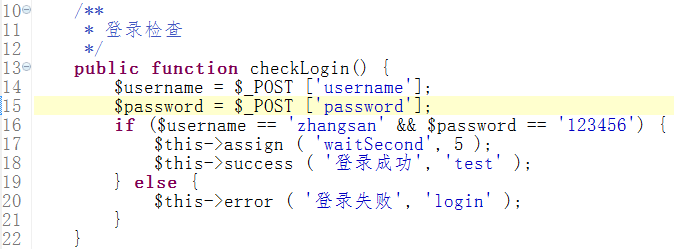 10 /**
11 * 登录检查
12 */
13 public function checkLogin() {
14 $username = $_POST ['username'];
15 $password = $_POST ['password'];
16 if ($username == 'zhangsan' && $password == '123456') {
17 $this->assign ( 'waitSecond', 5 );
18 $this->success ( '登录成功', 'test' );
19 } else {
20 $this->error ( '登录失败', 'login' );
21 }
22 }